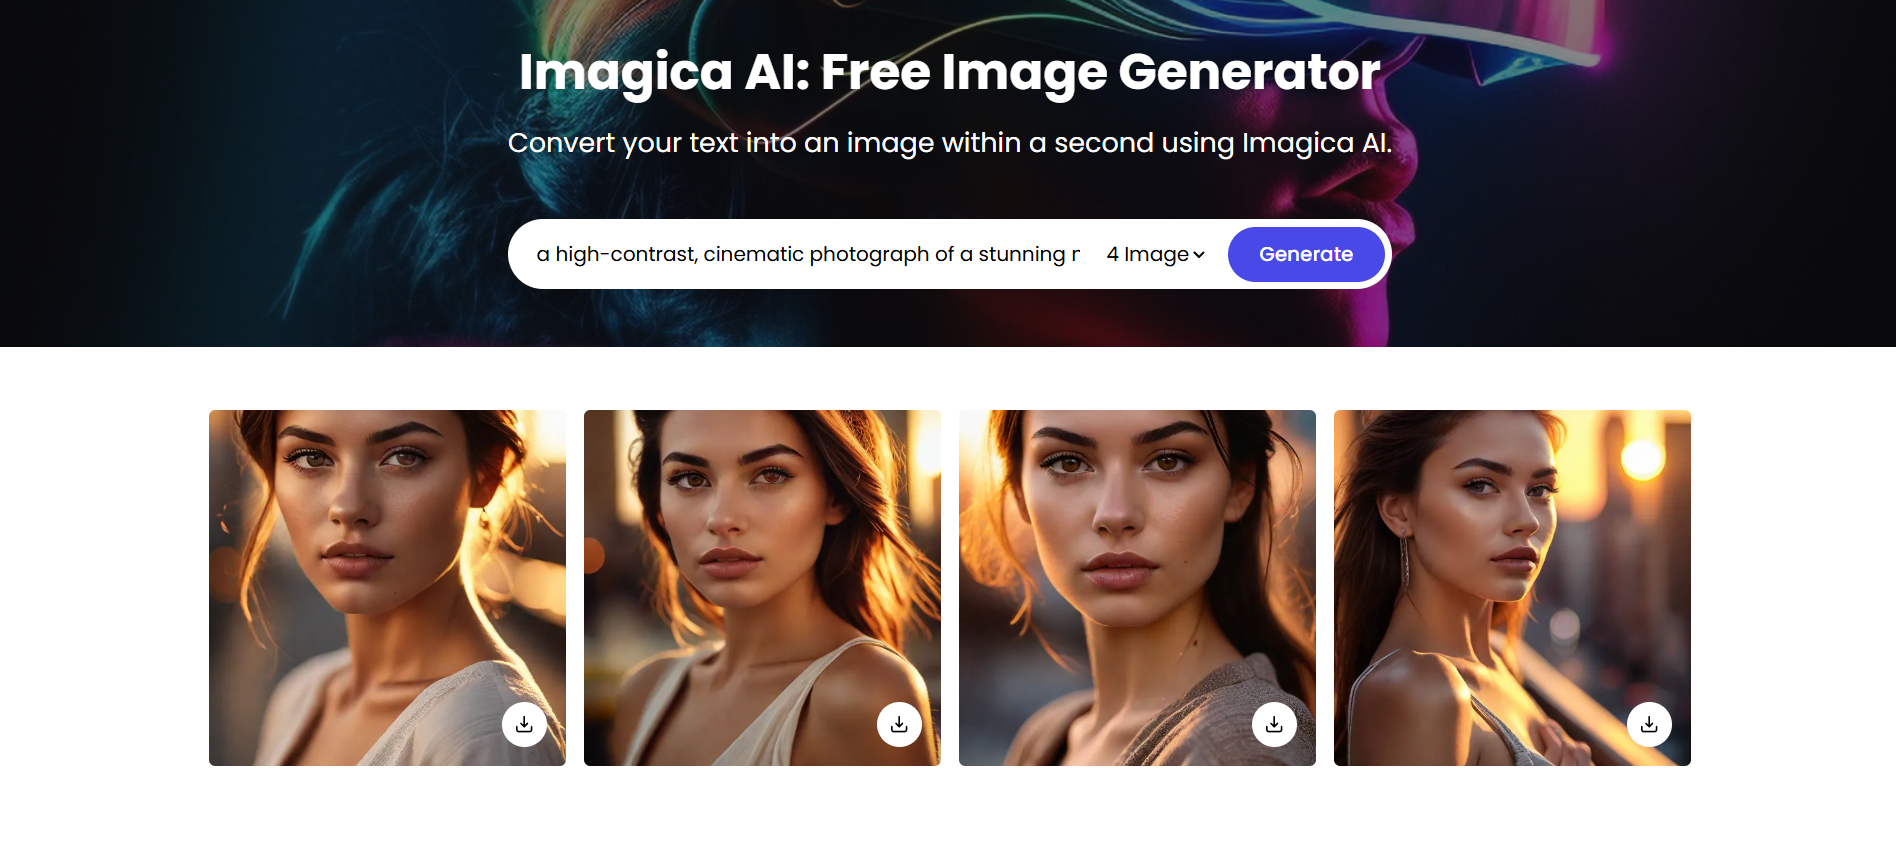 Imagica AI: Free Image Generator
Convert your text into an image within a second using Imagica AI.
a high-contrast, cinematic photograph of a stunning
4 Image
Generate